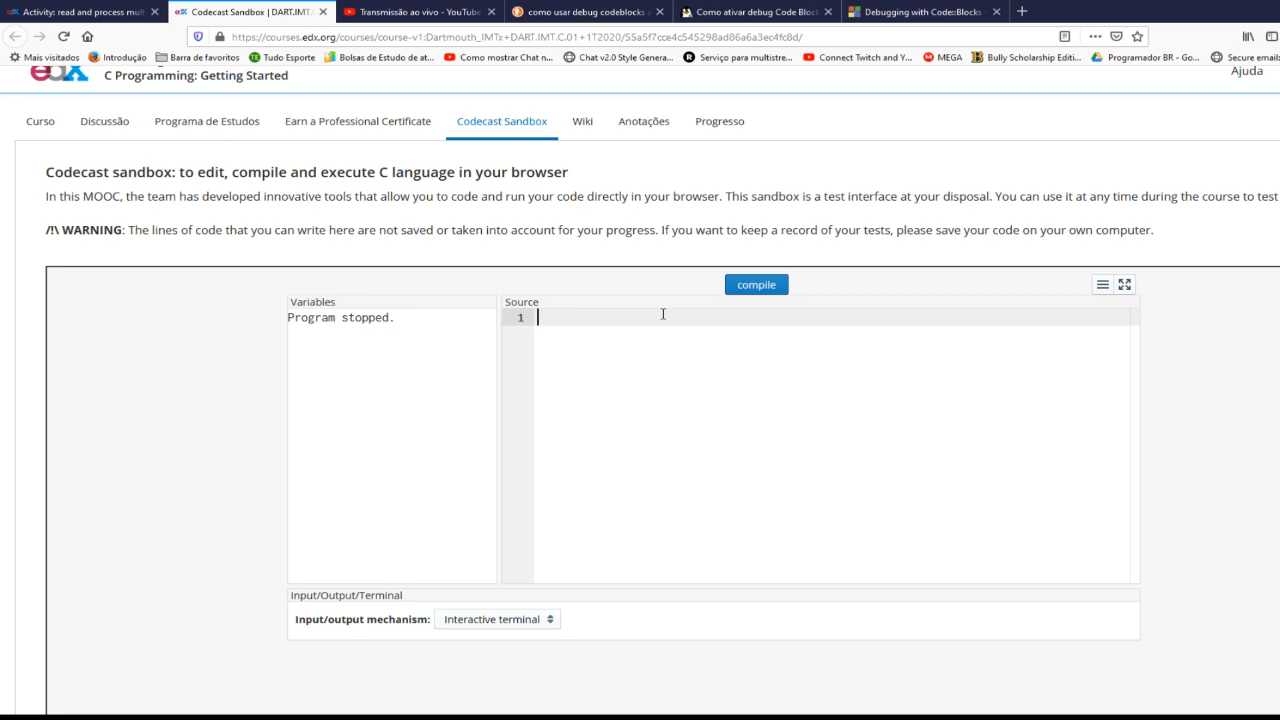 Activity: read and process mul
Codecast Sandbox | DART.IMT.
Transmissão ao vivo - YouTube
como usar debug codeblocks
Como ativar debug Code Bloc
Debugging with Code::Blocks
https://courses.edx.org/courses/course-v1:Dartmouth_IMTx+DART.IMT.C.01+1T2020/55a5f7cce4c545298ad86a6a3ec4fc8d/
Mais visitados
Introdução
Barra de favoritos
Tudo Esporte
Bolsas de Estudo de at...
Como mostrar Chat n...
Chat v2.0 Style Genera...
Serviço para multistre...
Connect Twitch and Y...
MEGA
Bully Scholarship Editi...
Programador BR - Go...
Secure email:
edX
C Programming: Getting Started
Ajuda
Curso
Discussão
Programa de Estudos
Earn a Professional Certificate
Codecast Sandbox
Wiki
Anotações
Progresso
Codecast sandbox: to edit, compile and execute C language in your browser
In this MOOC, the team has developed innovative tools that allow you to code and run your code directly in your browser. This sandbox is a test interface at your disposal. You can use it at any time during the course to test
/!\ WARNING: The lines of code that you can write here are not saved or taken into account for your progress. If you want to keep a record of your tests, please save your code on your own computer.
compile
Variables
Source
Program stopped.
1
Input/Output/Terminal
Input/output mechanism:
Interactive terminal